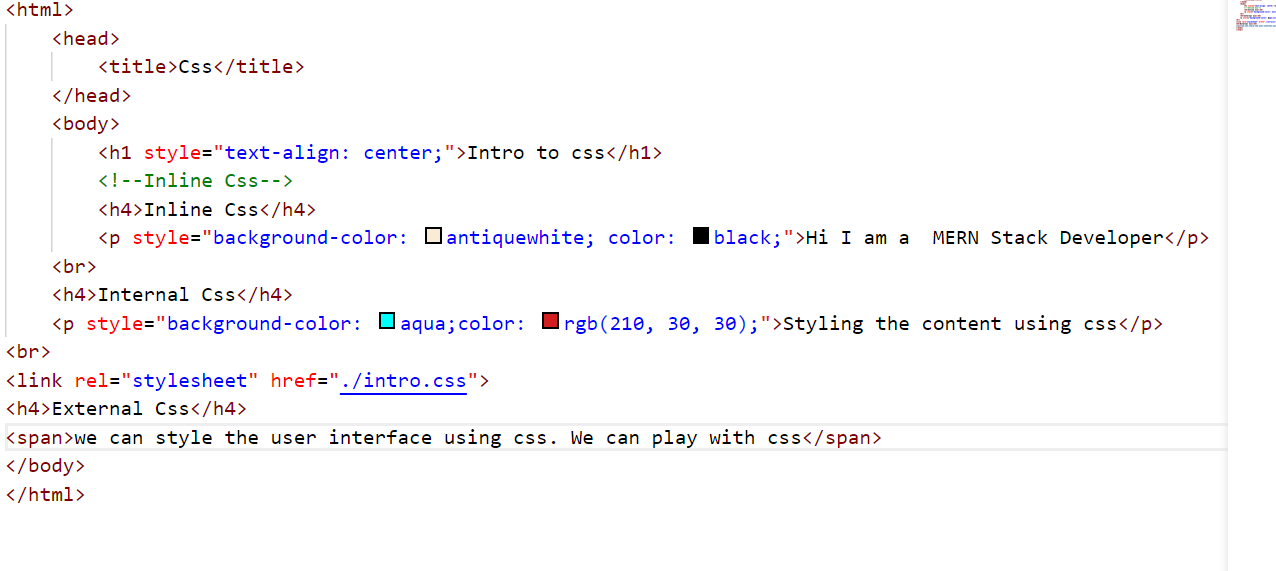 <html>
<head>
<title>Css</title>
</head>
<body>
<h1 style="text-align: center;">Intro to css</h1>
<!--Inline Css-->
<h4>Inline Css</h4>
<p style="background-color: antiquewhite; color: black;">Hi I am a  MERN Stack Developer</p>
<br>
<h4>Internal Css</h4>
<p style="background-color: aqua;color: rgb(210, 30, 30);">Styling the content using css</p>
<br>
<link rel="stylesheet" href="./intro.css">
<h4>External Css</h4>
<span>we can style the user interface using css. We can play with css</span>
</body>
</html>